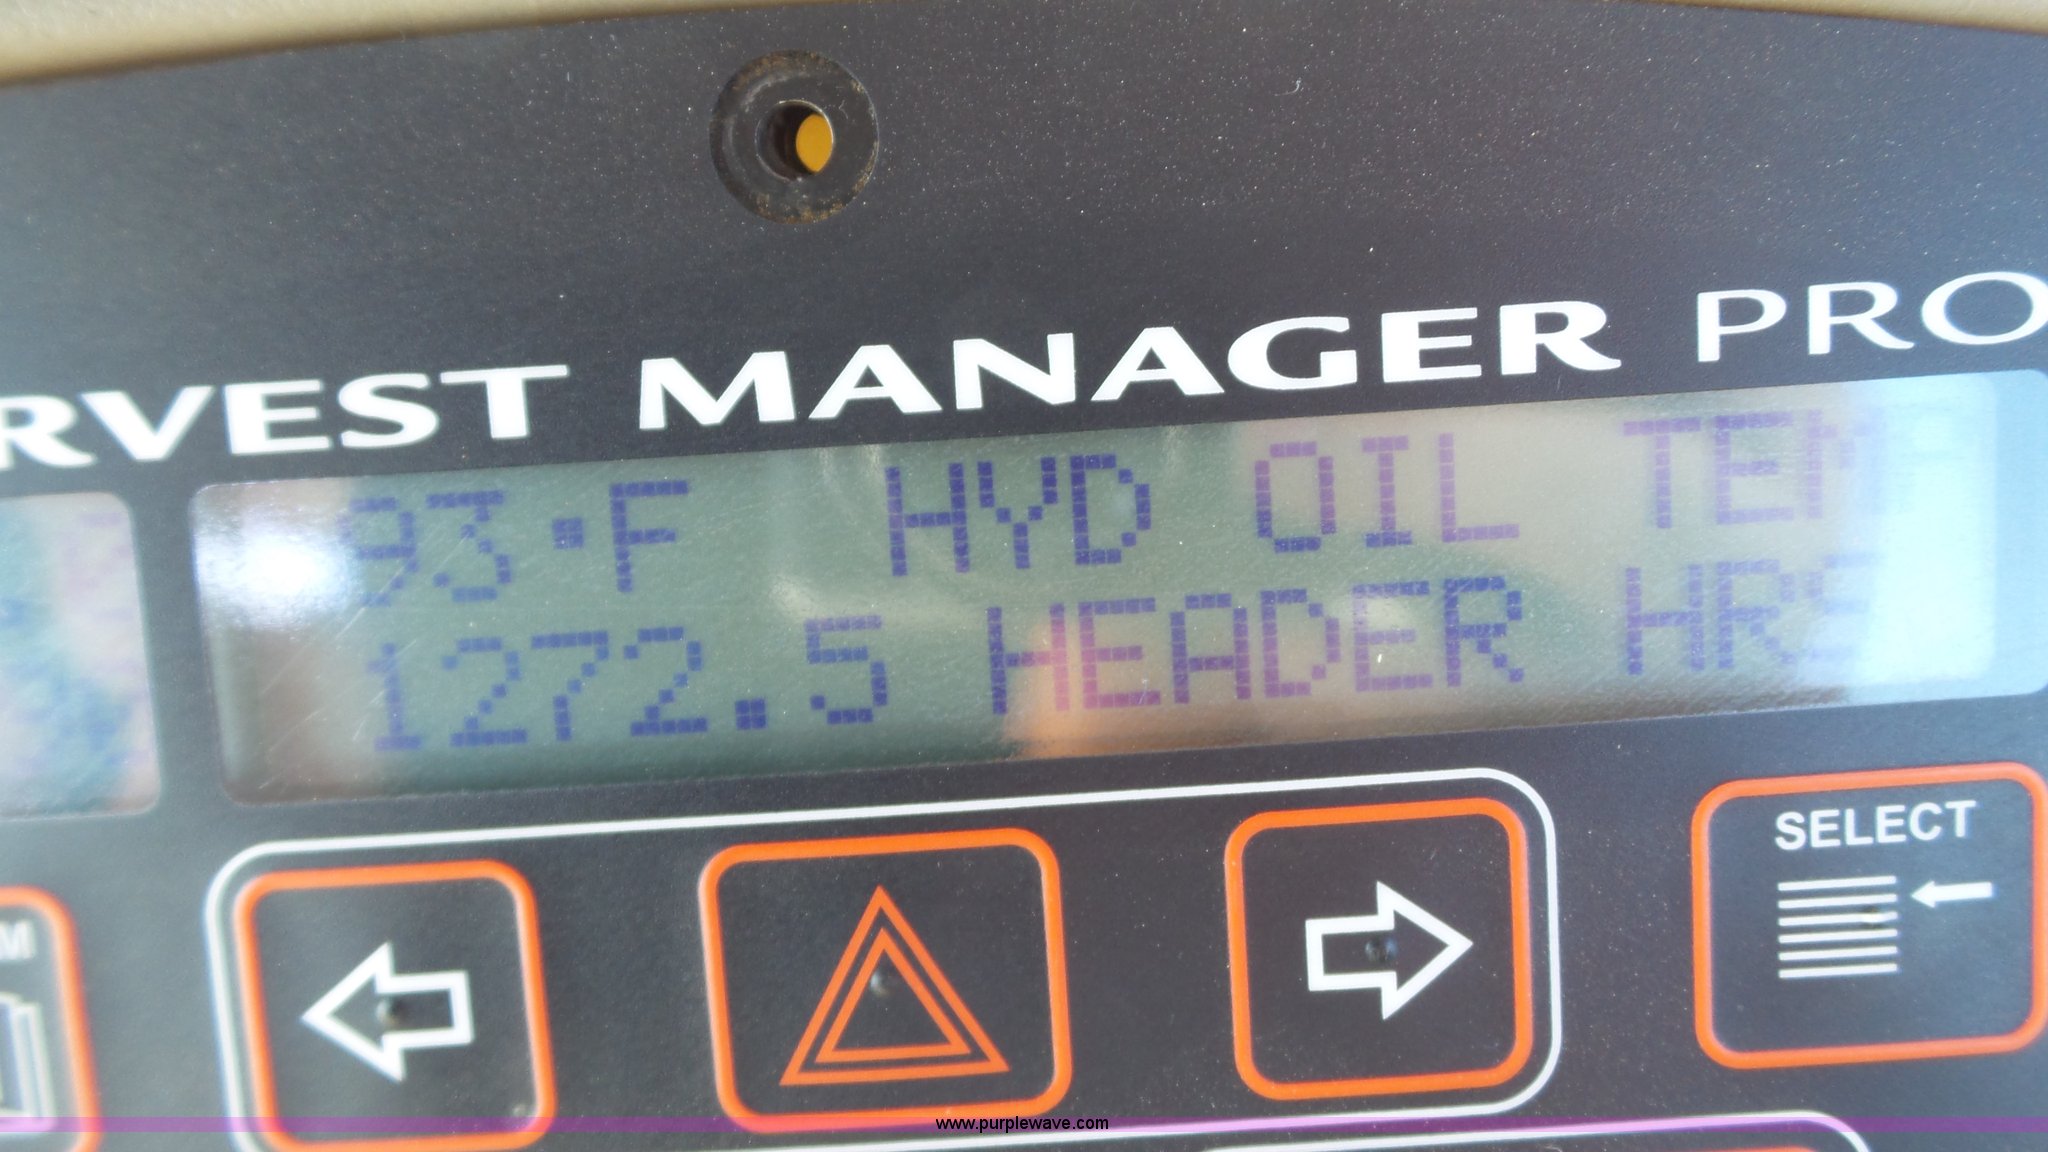 RVEST MANAGER PRO
93°F HYD OIL TEM
1272.5 HEADER HRS
SELECT
M
www.purplewave.com